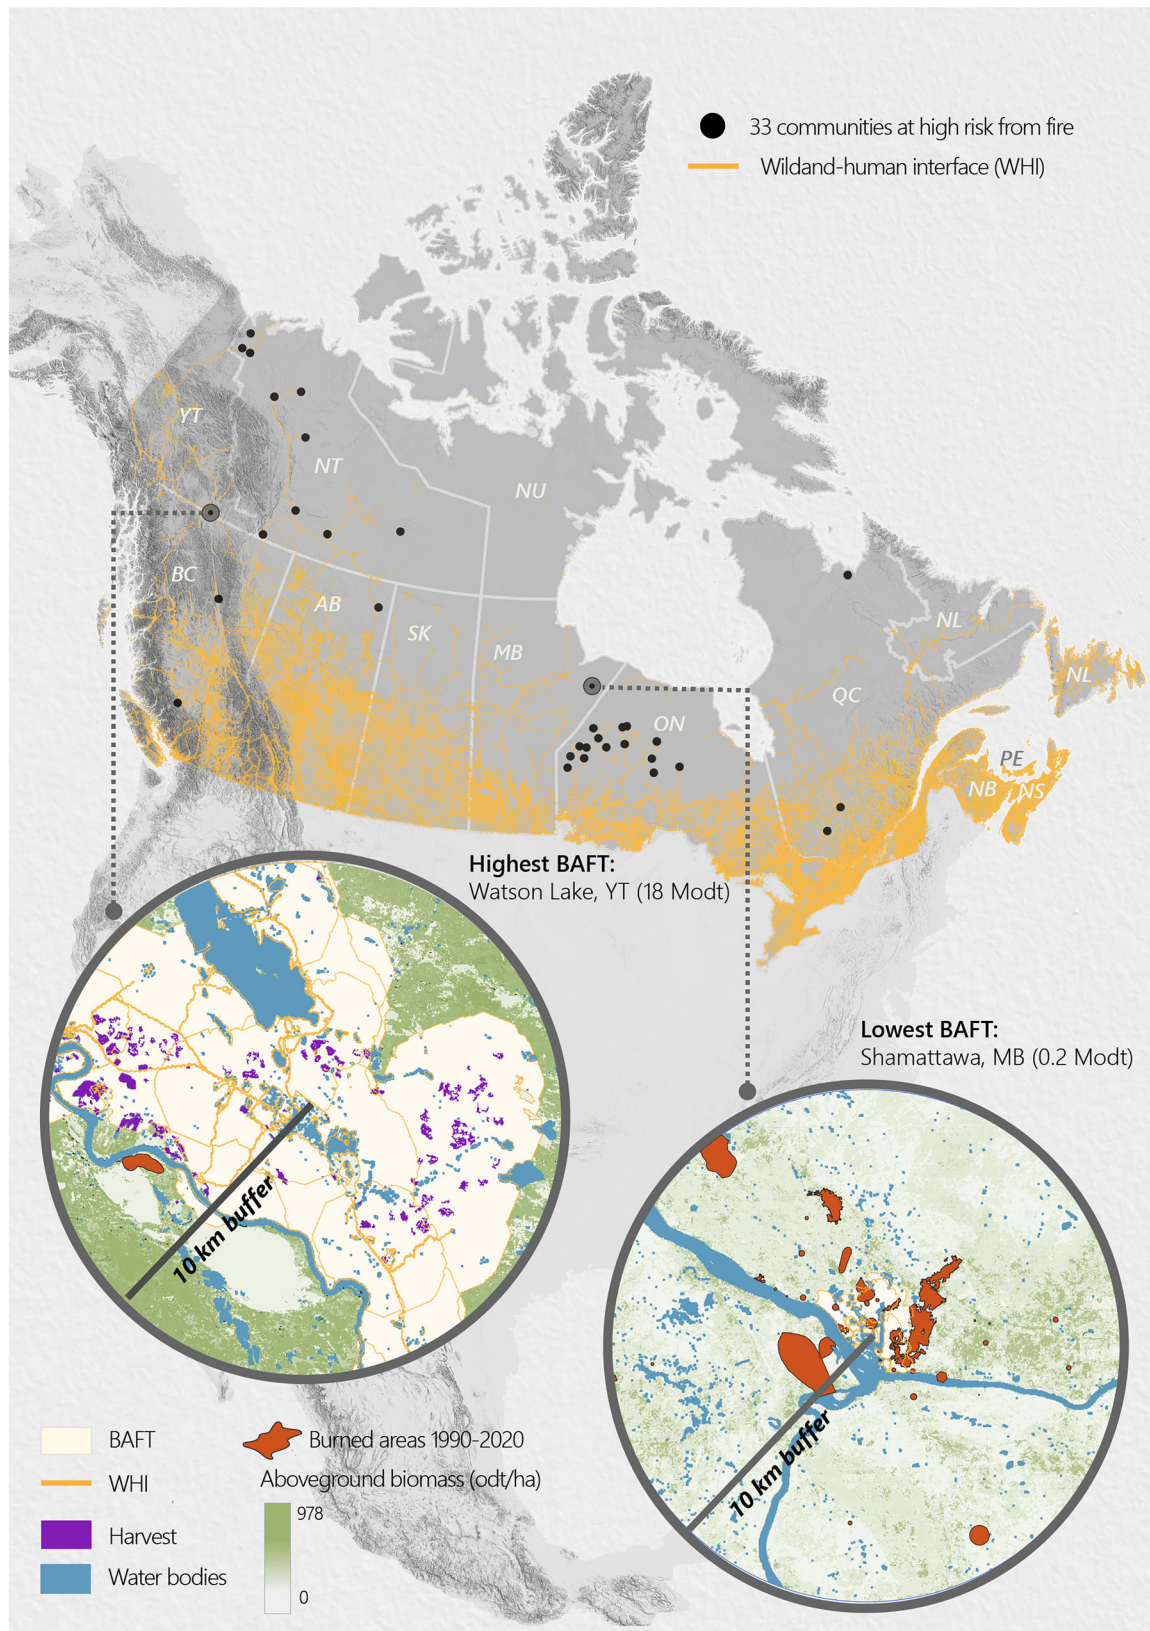 33 communities at high risk from fire
Wildand-human interface (WHI)
YT
NT
NU
BC
AB
SK
MB
ON
QC
NL
NL
PE
NB
NS
Highest BAFT:
Watson Lake, YT (18 Modt)
Lowest BAFT:
Shamattawa, MB (0.2 Modt)
10 km buffer
10 km buffer
BAFT
WHI
Harvest
Water bodies
Burned areas 1990-2020
Aboveground biomass (odt/ha)
978
0